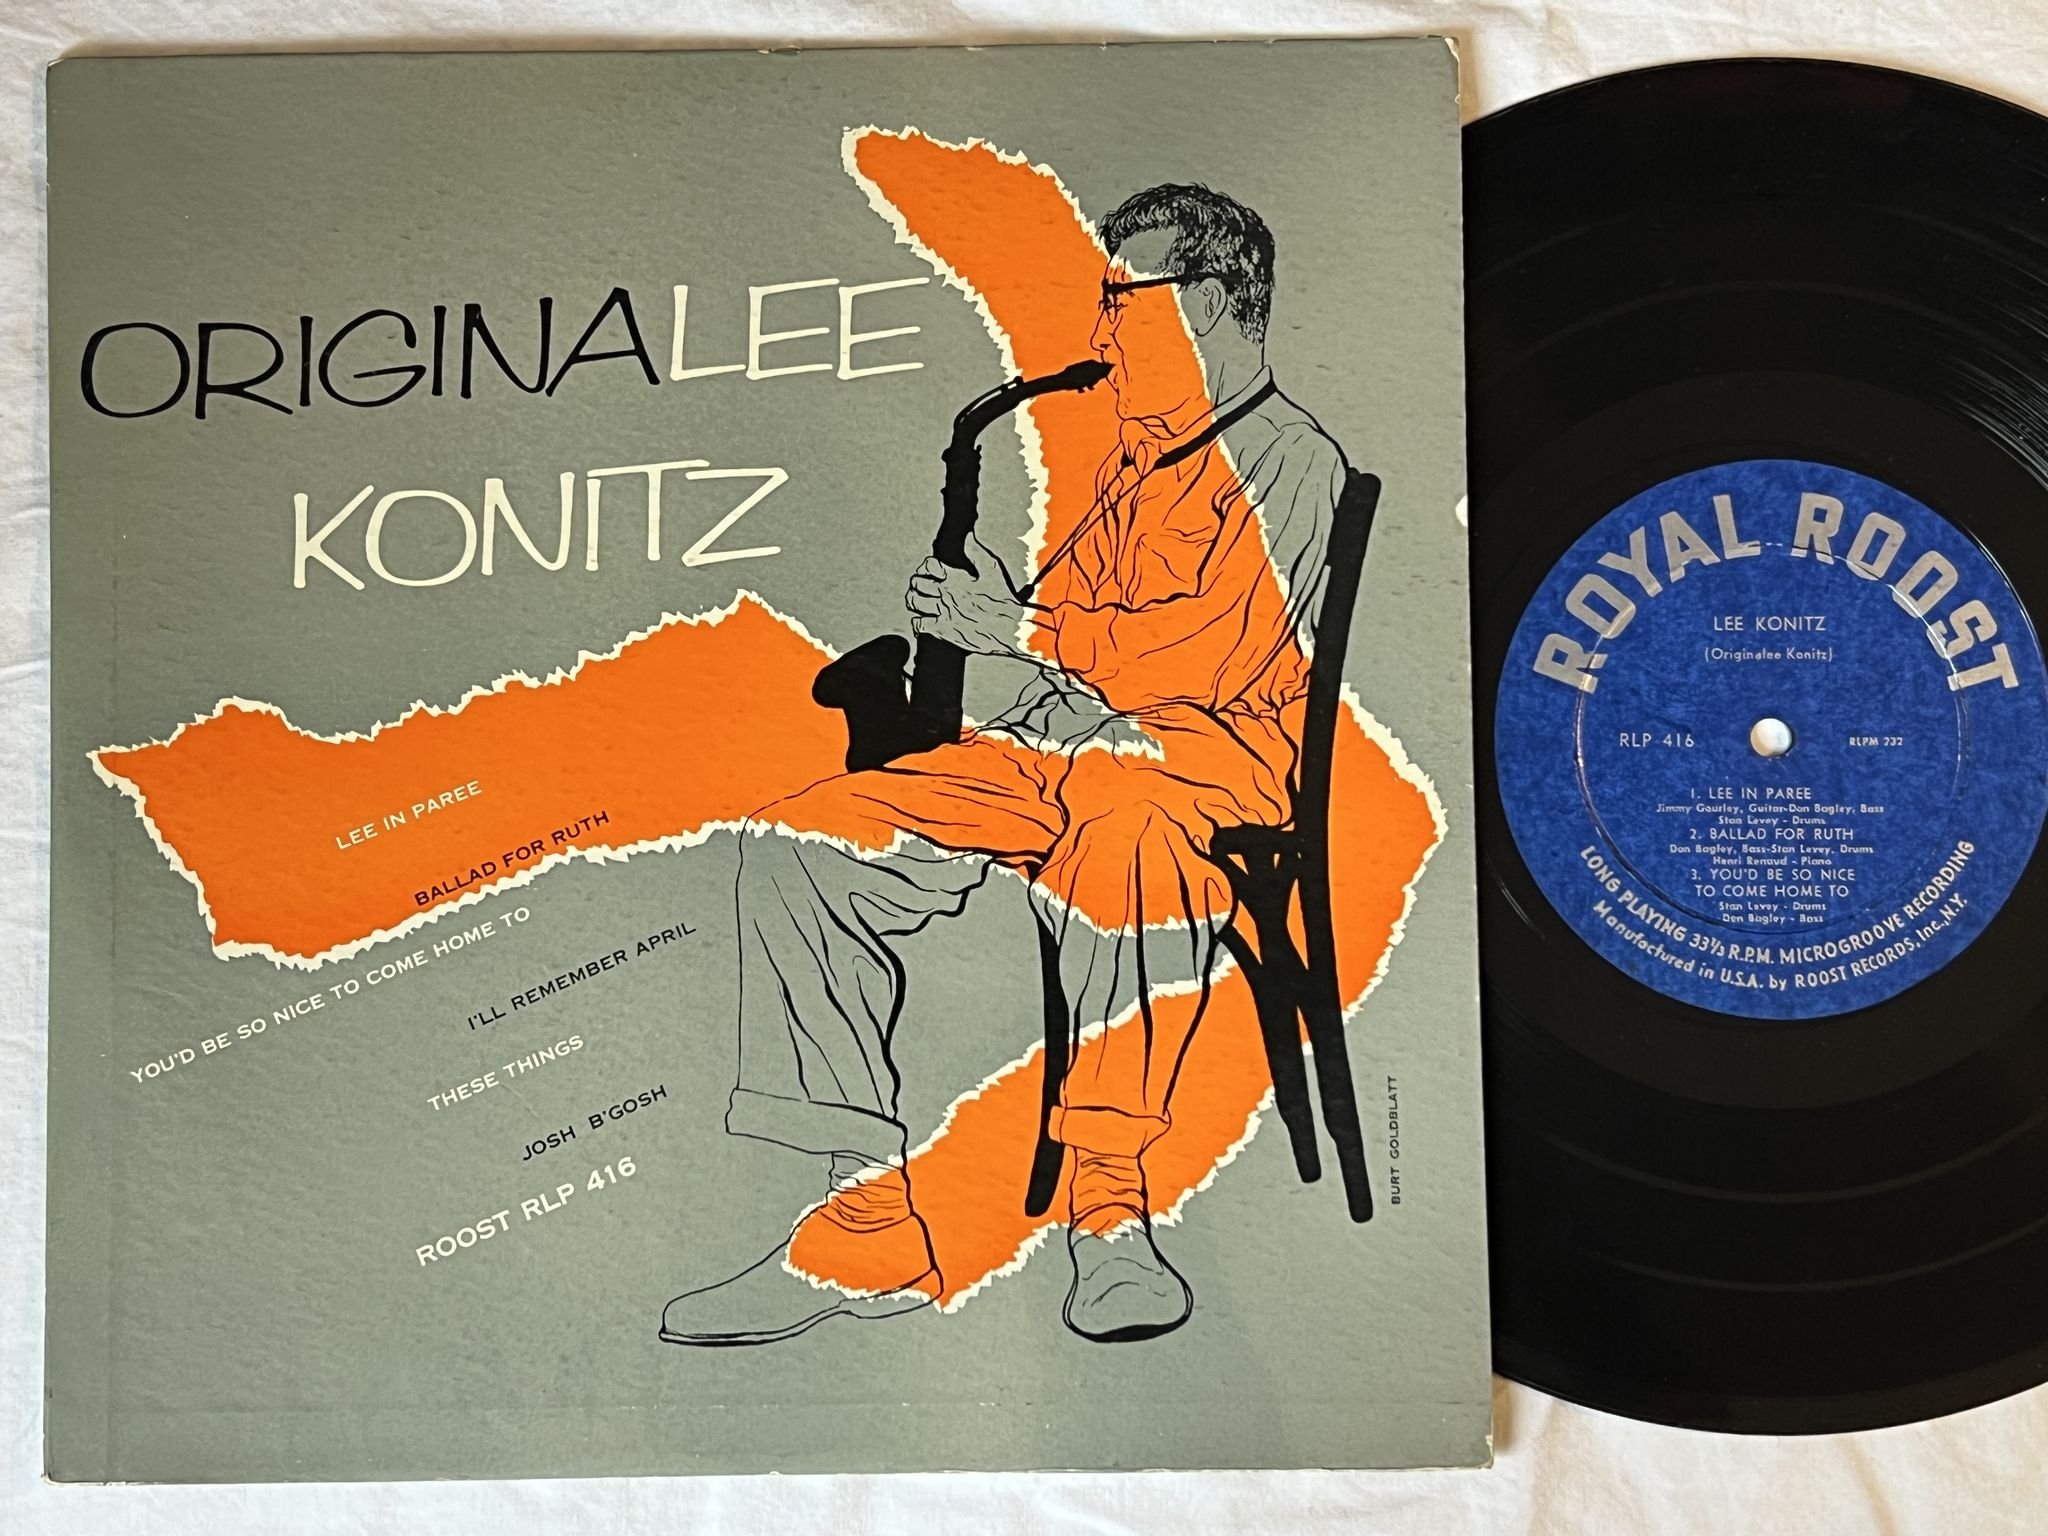 ORIGINALEE
KONITZ
LEE IN PAREE
BALLAD FOR RUTH
YOU'D BE SO NICE TO COME HOME TO
I'LL REMEMBER APRIL
THESE THINGS
JOSH B'GOSH
ROOST RLP 416
BURT GOLDBLATT
ROYAL ROOST
LEE KONITZ
(Originalee Konitz)
RLP 416
RLPM 232
1. LEE IN PAREE
Jimmy Gourley, Guitar-Don Bagley, Bass
Stan Levey - Drums
2. BALLAD FOR RUTH
Don Bagley, Bass-Stan Levey, Drums
Henri Renaud - Piano
3. YOU'D BE SO NICE
TO COME HOME TO
Stan Levey - Drums
Don Bagley - Bass
LONG PLAYING 33⅓ R.P.M. MICROGROOVE RECORDING
Manufactured in U.S.A. by ROOST RECORDS, Inc., N.Y.